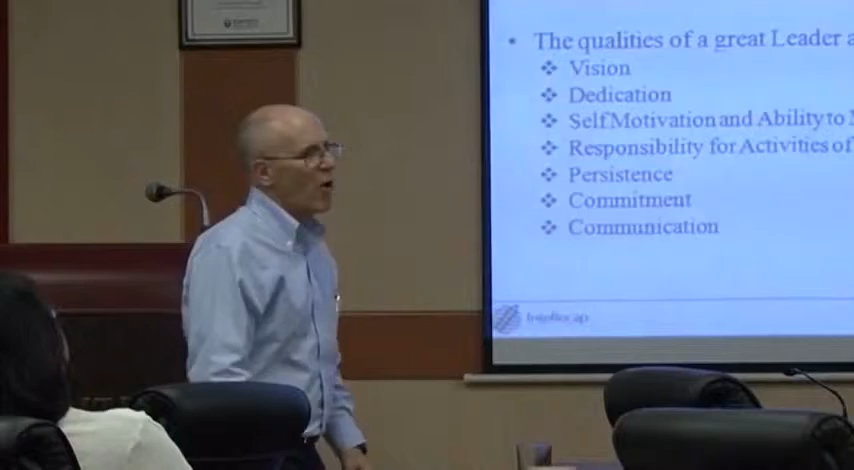 • The qualities of a great Leader a
❖ Vision
❖ Dedication
❖ Self Motivation and Ability to M
❖ Responsibility for Activities of
❖ Persistence
❖ Commitment
❖ Communication
Intellecap